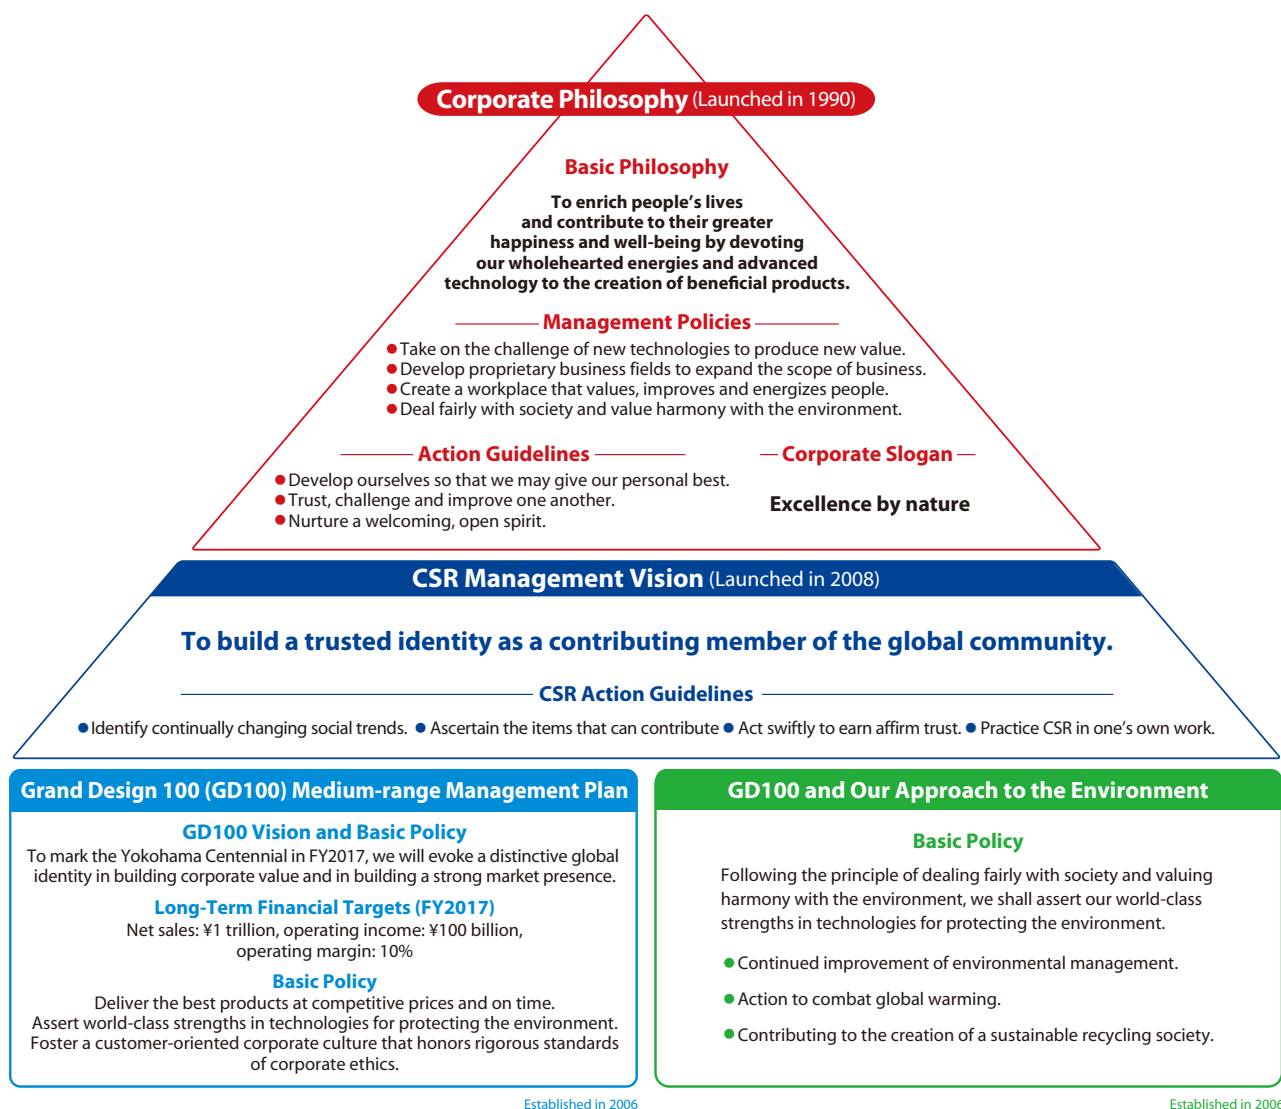 Corporate Philosophy (Launched in 1990)
Basic Philosophy
To enrich people's lives
and contribute to their greater
happiness and well-being by devoting
our wholehearted energies and advanced
technology to the creation of beneficial products.
Management Policies
● Take on the challenge of new technologies to produce new value.
● Develop proprietary business fields to expand the scope of business.
● Create a workplace that values, improves and energizes people.
● Deal fairly with society and value harmony with the environment.
Action Guidelines
● Develop ourselves so that we may give our personal best.
● Trust, challenge and improve one another.
● Nurture a welcoming, open spirit.
Corporate Slogan
Excellence by nature
CSR Management Vision (Launched in 2008)
To build a trusted identity as a contributing member of the global community.
CSR Action Guidelines
● Identify continually changing social trends. ● Ascertain the items that can contribute ● Act swiftly to earn affirm trust. ● Practice CSR in one's own work.
Grand Design 100 (GD100) Medium-range Management Plan
GD100 Vision and Basic Policy
To mark the Yokohama Centennial in FY2017, we will evoke a distinctive global
identity in building corporate value and in building a strong market presence.
Long-Term Financial Targets (FY2017)
Net sales: ¥1 trillion, operating income: ¥100 billion,
operating margin: 10%
Basic Policy
Deliver the best products at competitive prices and on time.
Assert world-class strengths in technologies for protecting the environment.
Foster a customer-oriented corporate culture that honors rigorous standards
of corporate ethics.
Established in 2006
GD100 and Our Approach to the Environment
Basic Policy
Following the principle of dealing fairly with society and valuing
harmony with the environment, we shall assert our world-class
strengths in technologies for protecting the environment.
● Continued improvement of environmental management.
● Action to combat global warming.
● Contributing to the creation of a sustainable recycling society.
Established in 2006